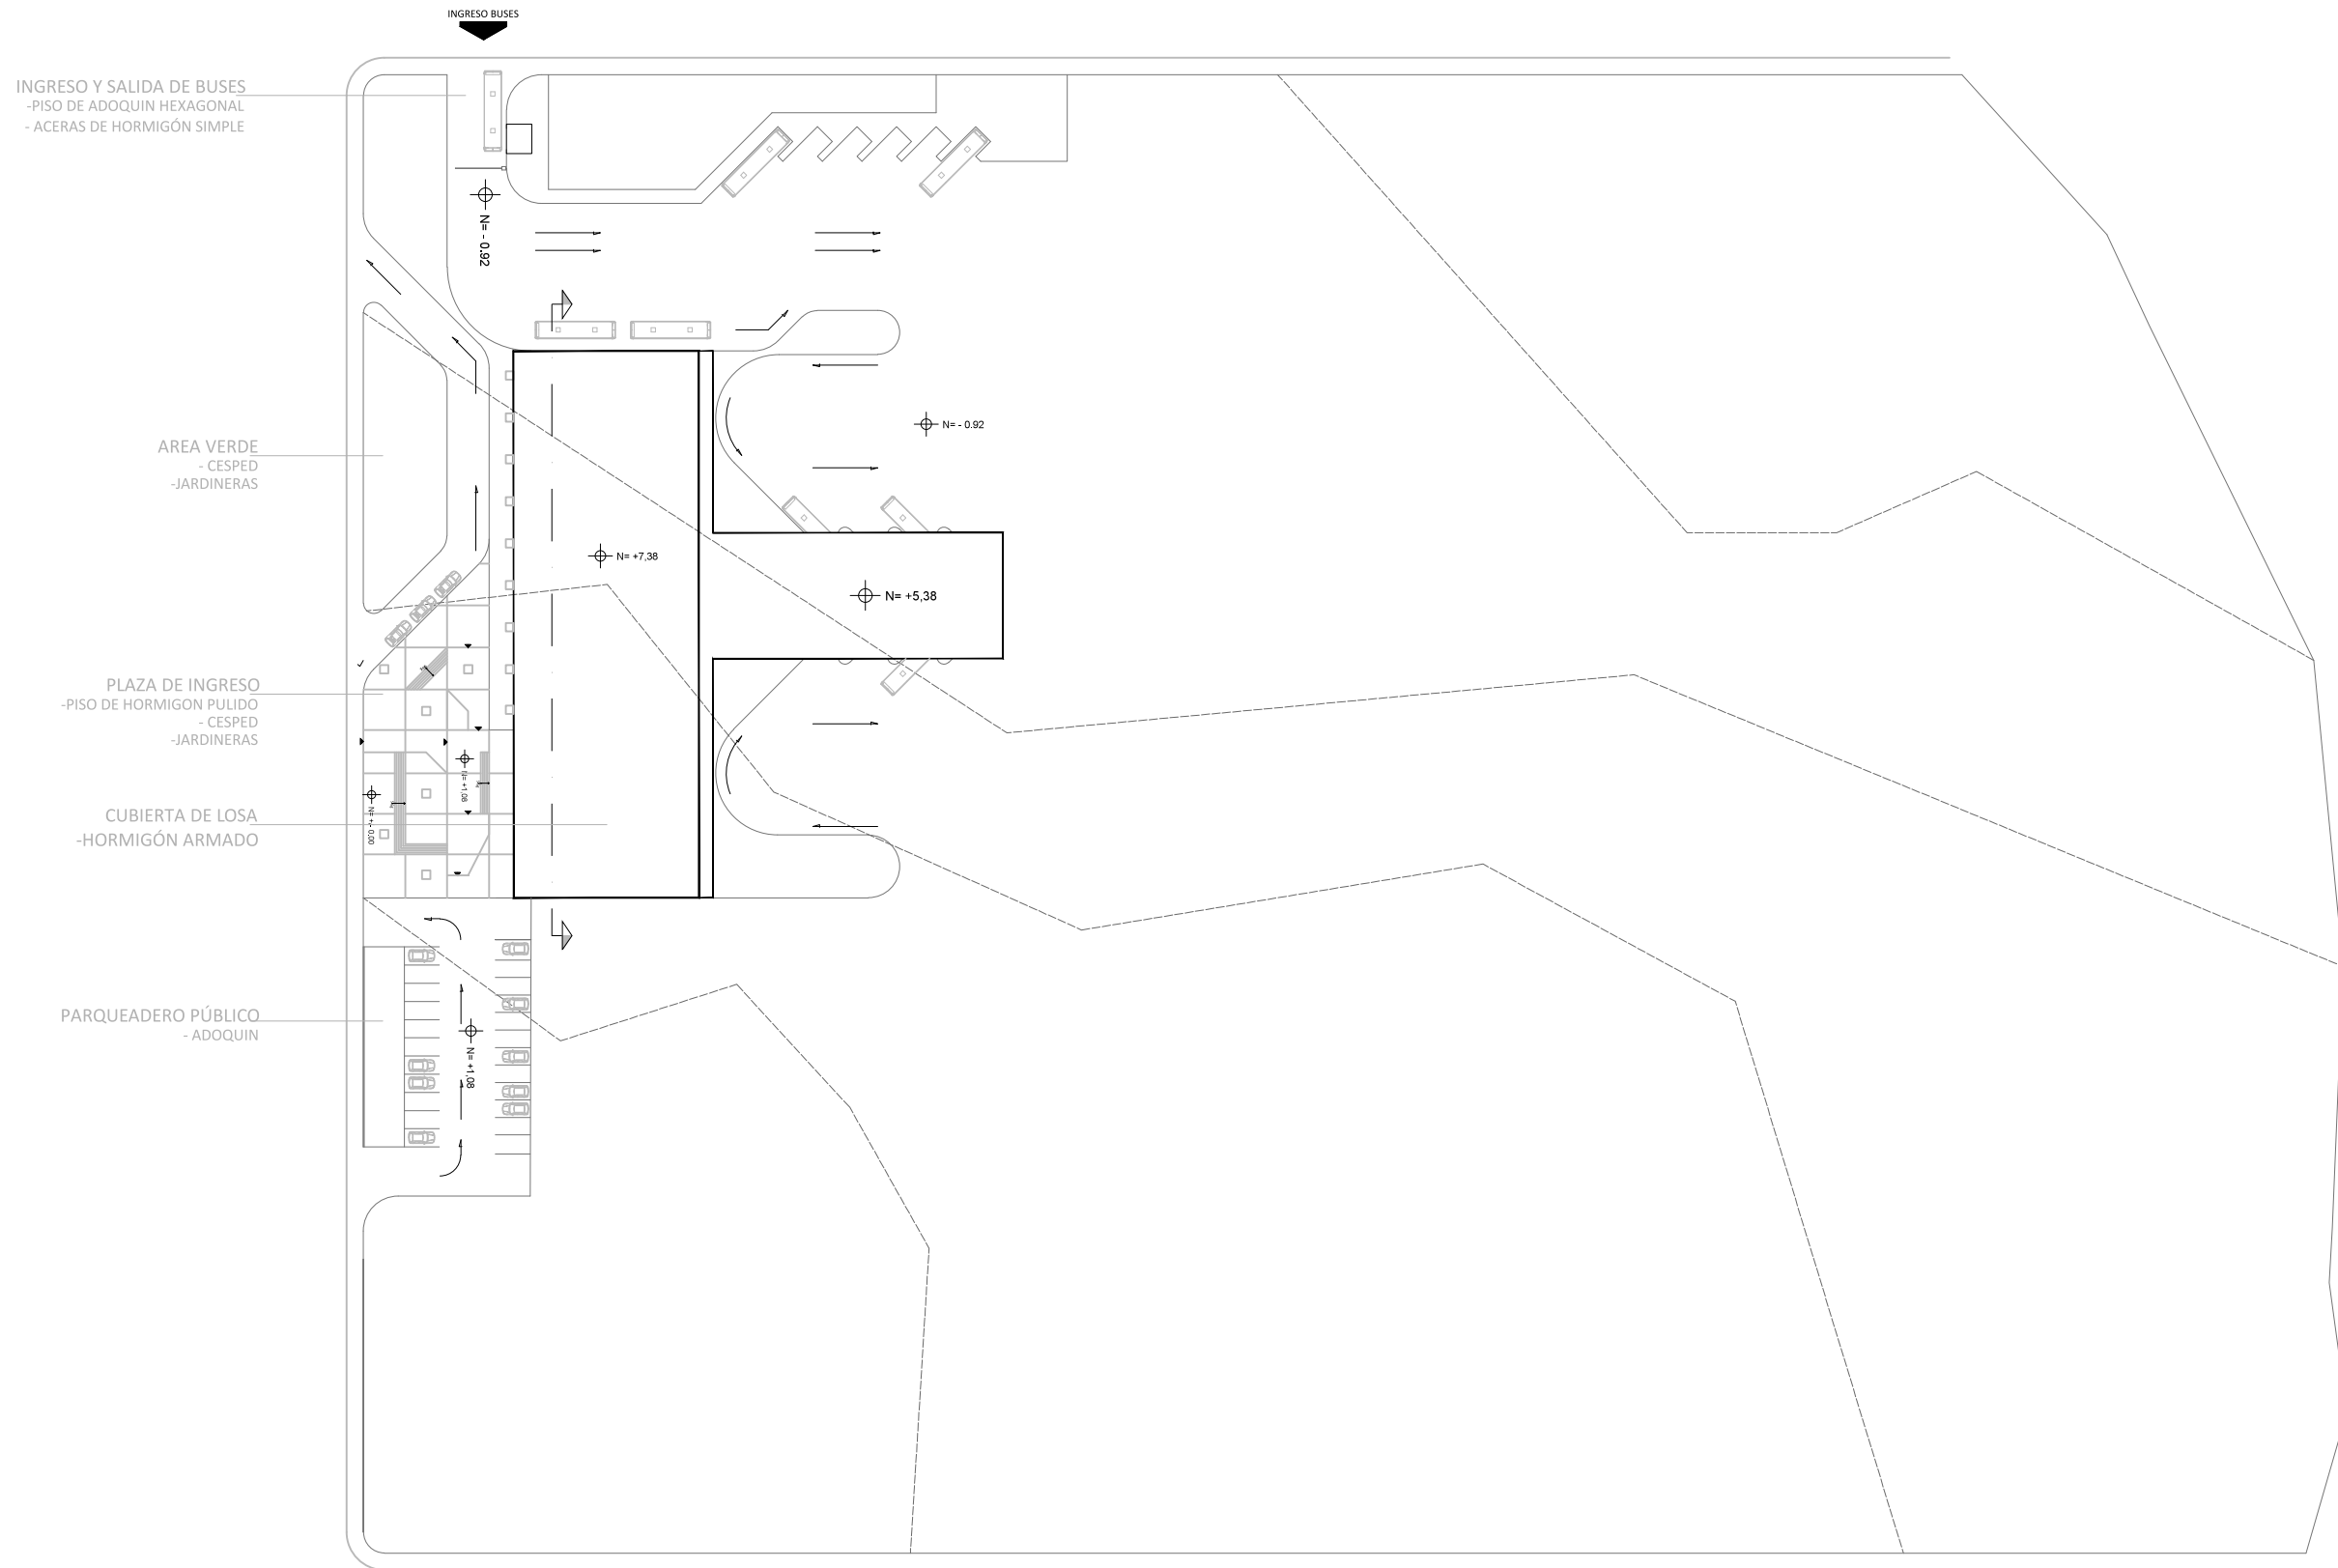 INGRESO BUSES
INGRESO Y SALIDA DE BUSES
-PISO DE ADOQUIN HEXAGONAL
- ACERAS DE HORMIGÓN SIMPLE
N= - 0.92
N= - 0.92
AREA VERDE
- CESPED
-JARDINERAS
N= +7,38
N= +5,38
PLAZA DE INGRESO
-PISO DE HORMIGON PULIDO
- CESPED
-JARDINERAS
N= +1,08
N= +- 0,00
CUBIERTA DE LOSA
-HORMIGÓN ARMADO
PARQUEADERO PÚBLICO
- ADOQUIN
N= +1,08